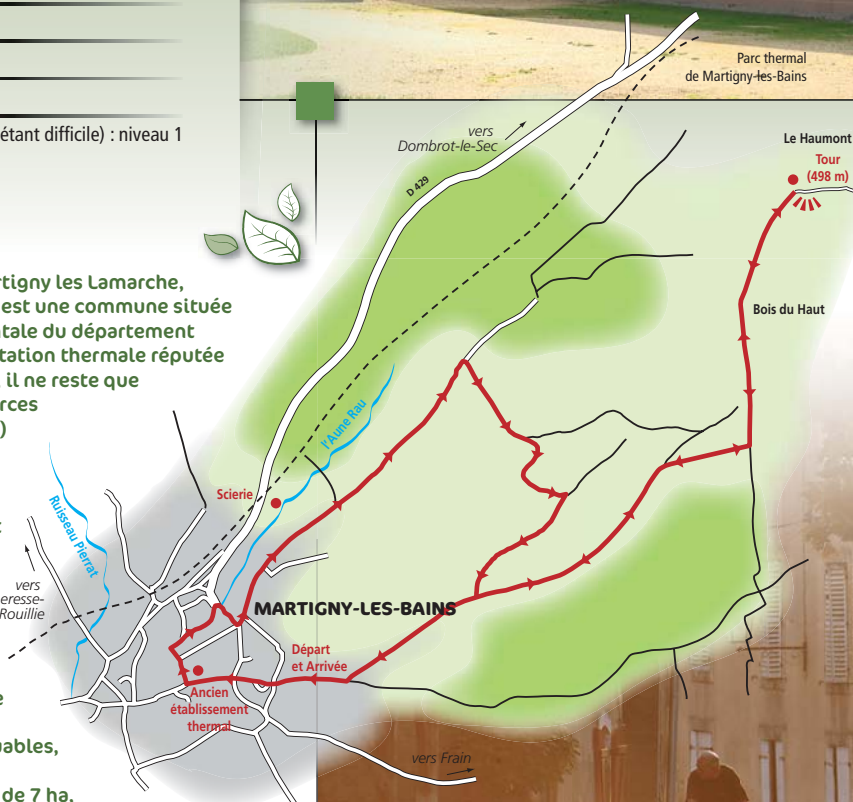 étant difficile) : niveau 1
rtigny les Lamarche,
est une commune située
ntale du département
tation thermale réputée
il ne reste que
rces
)
vers
Rouillie
e
uables,
de 7 ha,
Parc thermal
de Martigny-les-Bains
vers
Dombrot-le-Sec
D 429
Le Haumont
Tour
(498 m)
Bois du Haut
l'Aune Rau
Scierie
Ruisseau Pierrat
MARTIGNY-LES-BAINS
Départ
et Arrivée
Ancien
établissement
thermal
vers Frain